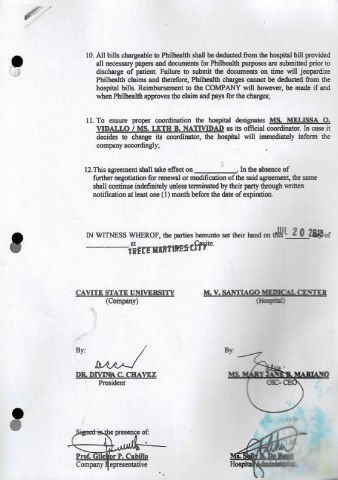 10. All bills chargeable to Philhealth shall be deducted from the hospital bill provided
all necessary papers and documents for Philhealth purposes are submitted prior to
discharge of patient. Failure to submit the documents on time will jeopardize
Philhealth claims and therefore, Philhealth charges cannot be deducted from the
hospital bills. Reimbursement to the COMPANY will however, be made if and
when Philhealth approves the claim and pays for the charges;
11. To ensure proper coordination the hospital designates MS. MELISSA O.
VIDALLO / MS. LETH B. NATIVIDAD as its official coordinator. In case it
decides to change its coordinator, the hospital will immediately inform the
company accordingly;
12. This agreement shall take effect on ________. In the absence of
further negotiation for renewal or modification of the said agreement, the same
shall continue indefinitely unless terminated by their party through written
notification at least one (1) month before the date of expiration.
IN WITNESS WHEROF, the parties hereunto set their hand on this JUL 20 day of
________ at TRECE MARTIRES CITY Cavite.
CAVITE STATE UNIVERSITY M. V. SANTIAGO MEDICAL CENTER
(Company) (Hospital)
By: By:
DR. DIVINA C. CHAVEZ MS. MARY JANE B. MARIANO
President OIC- CEO
Signed in the presence of:
Prof. Gilchor P. Cubillo Ms. Sally
Company Representative Hospital Administrator